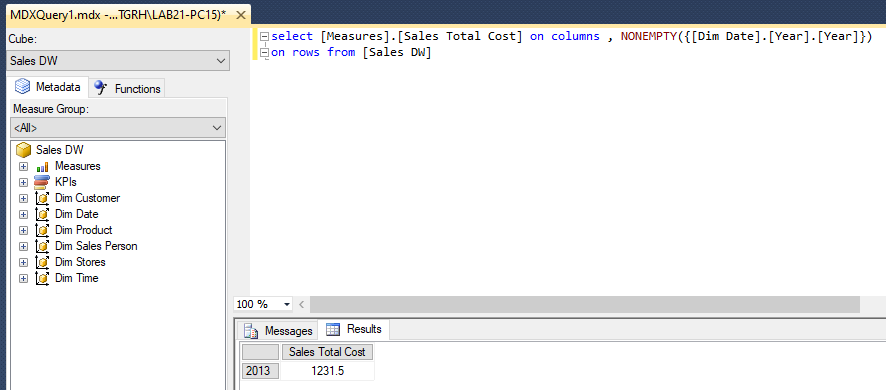 MDXQuery1.mdx -...TGRH\LAB21-PC15)*
Cube:
Sales DW
Metadata
Functions
Measure Group:
<All>
Sales DW
Measures
KPIs
Dim Customer
Dim Date
Dim Product
Dim Sales Person
Dim Stores
Dim Time
select [Measures].[Sales Total Cost] on columns , NONEMPTY({[Dim Date].[Year].[Year]})
on rows from [Sales DW]
100 %
Messages
Results
Sales Total Cost
2013 1231.5